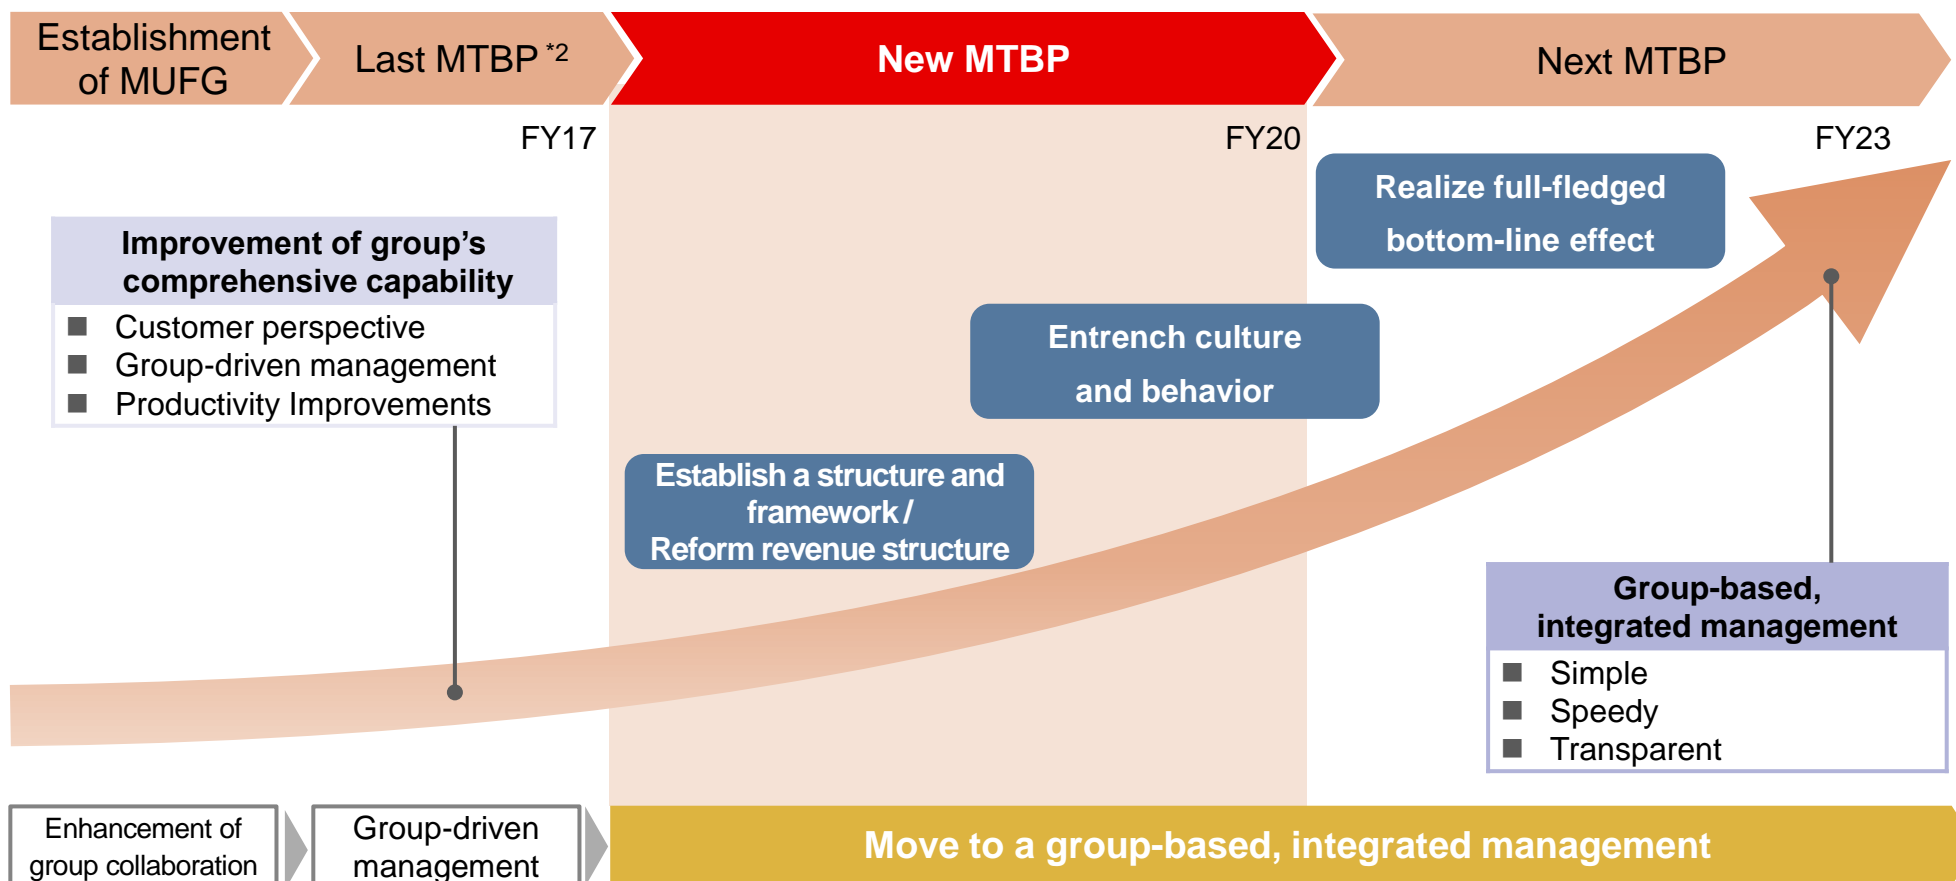 Establishment
of MUFG
Last MTBP *2
New MTBP
Next MTBP
FY17
FY20
FY23
Realize full-fledged
bottom-line effect
Improvement of group’s
comprehensive capability
■ Customer perspective
■ Group-driven management
■ Productivity Improvements
Entrench culture
and behavior
Establish a structure and
framework /
Reform revenue structure
Group-based,
integrated management
■ Simple
■ Speedy
■ Transparent
Enhancement of
group collaboration
Group-driven
management
Move to a group-based, integrated management